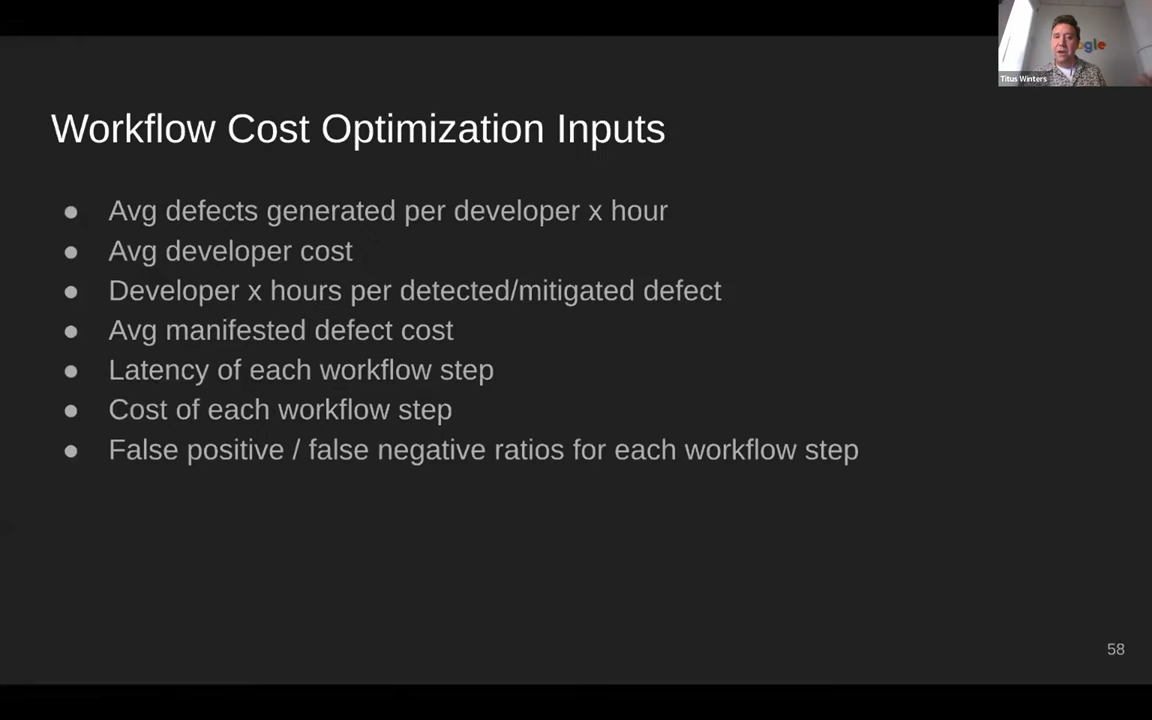 Titus Winters
Workflow Cost Optimization Inputs
● Avg defects generated per developer x hour
● Avg developer cost
● Developer x hours per detected/mitigated defect
● Avg manifested defect cost
● Latency of each workflow step
● Cost of each workflow step
● False positive / false negative ratios for each workflow step
58